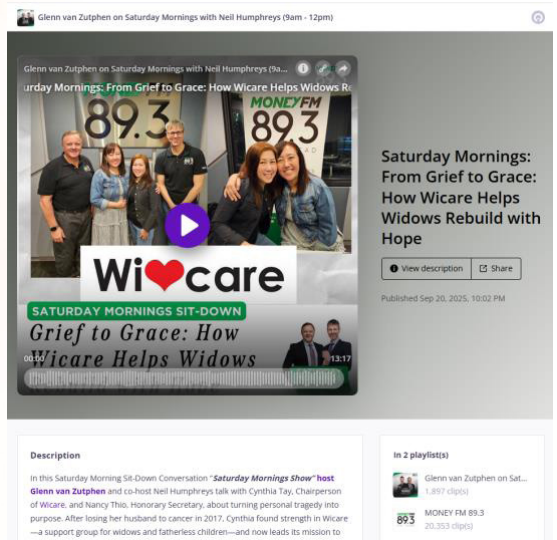 Glenn van Zutphen on Saturday Mornings with Neil Humphreys (9am - 12pm)
Glenn van Zutphen on Saturday Mornings with Neil Humphreys (9a...
urday Mornings: From Grief to Grace: How Wicare Helps Widows R
MONEY FM
89.3
89.3
Wi care
SATURDAY MORNINGS SIT-DOWN
Grief to Grace: How
Wicare Helps Widows
00:00
13:17
Saturday Mornings:
From Grief to Grace:
How Wicare Helps
Widows Rebuild with
Hope
View description
Share
Published Sep 20, 2025, 10:02 PM
Description
In this Saturday Morning Sit-Down Conversation "Saturday Mornings Show" host
Glenn van Zutphen and co-host Neil Humphreys talk with Cynthia Tay, Chairperson
of Wicare, and Nancy Thio, Honorary Secretary, about turning personal tragedy into
purpose. After losing her husband to cancer in 2017, Cynthia found strength in Wicare
—a support group for widows and fatherless children—and now leads its mission to
In 2 playlist(s)
Glenn van Zutphen on Sat...
1,897 clip(s)
89.3
MONEY FM 89.3
20,353 clip(s)